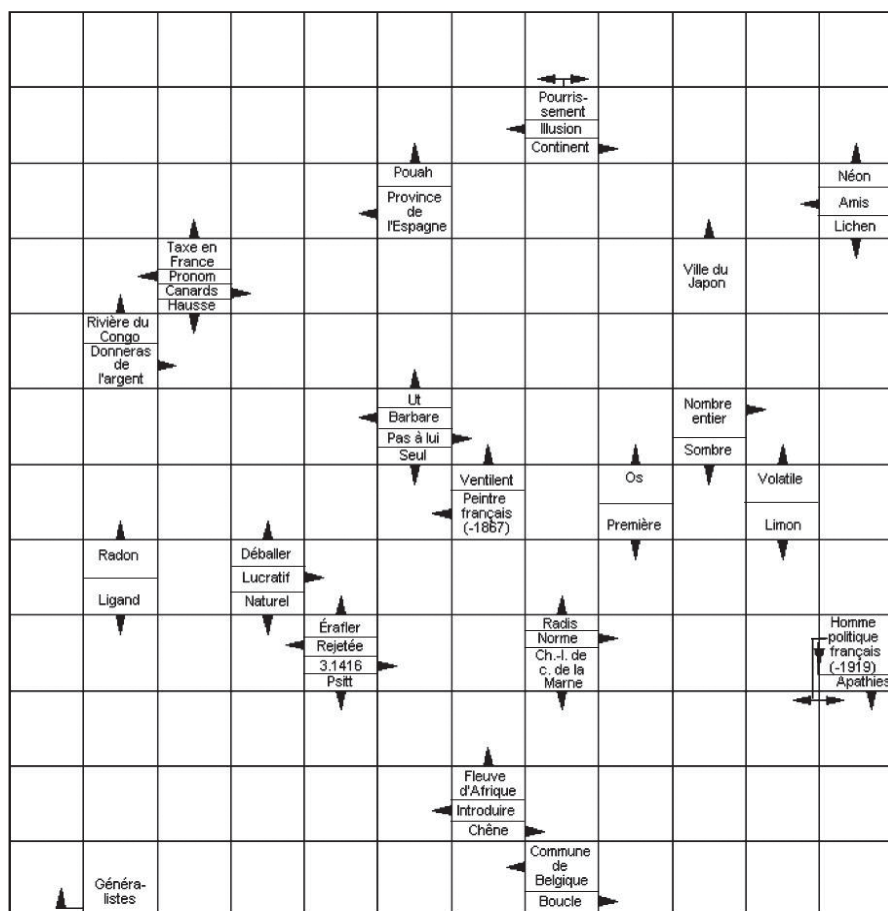 Pourris-
sement
Illusion
Continent
Pouah
Province
de
l'Espagne
Néon
Amis
Lichen
Taxe en
France
Pronom
Canards
Hausse
Ville du
Japon
Rivière du
Congo
Donneras
de
l'argent
Ut
Barbare
Pas à lui
Seul
Nombre
entier
Sombre
Ventilent
Peintre
français
(-1867)
Os
Première
Volatile
Limon
Radon
Ligand
Déballer
Lucratif
Naturel
Érafler
Rejetée
3.1416
Psitt
Radis
Norme
Ch.-l. de
c. de la
Marne
Homme
politique
français
(-1919)
Apathies
Fleuve
d'Afrique
Introduire
Chêne
Commune
de
Belgique
Boucle
Généra-
listes